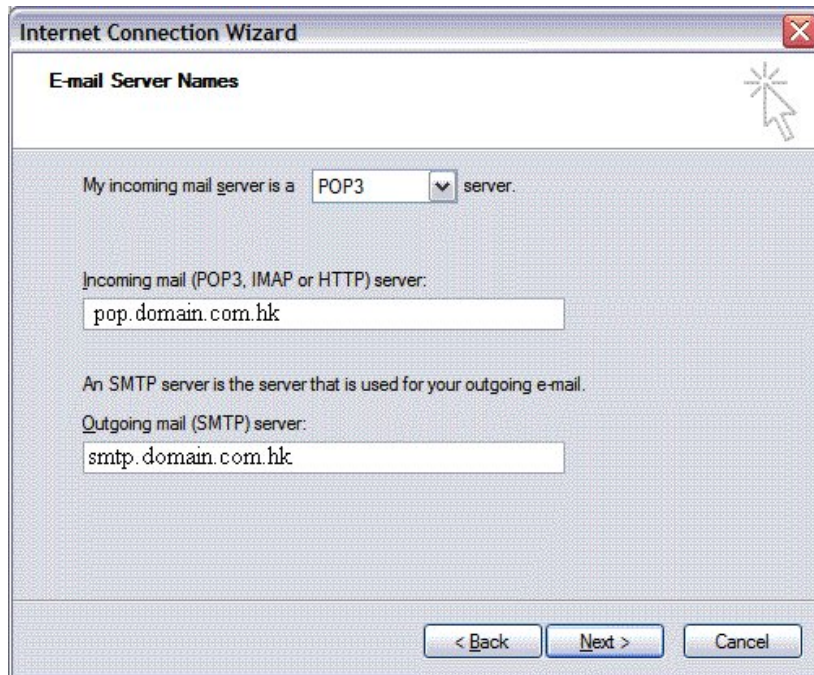 Internet Connection Wizard
E-mail Server Names
My incoming mail server is a POP3 server.
Incoming mail (POP3, IMAP or HTTP) server:
pop.domain.com.hk
An SMTP server is the server that is used for your outgoing e-mail.
Outgoing mail (SMTP) server:
smtp.domain.com.hk
< Back Next > Cancel